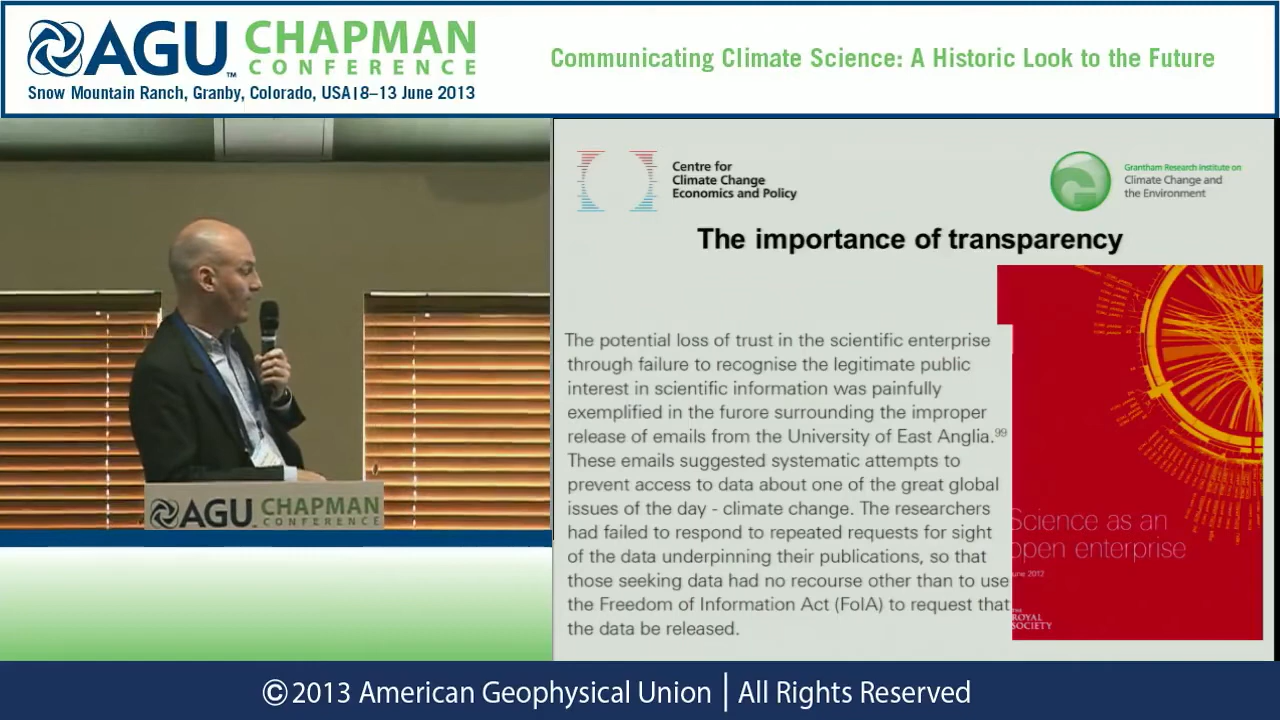 AGU CHAPMAN
CONFERENCE
Snow Mountain Ranch, Granby, Colorado, USA|8–13 June 2013
Communicating Climate Science: A Historic Look to the Future
Centre for
Climate Change
Economics and Policy
Grantham Research Institute on
Climate Change and
the Environment
The importance of transparency
The potential loss of trust in the scientific enterprise
through failure to recognise the legitimate public
interest in scientific information was painfully
exemplified in the furore surrounding the improper
release of emails from the University of East Anglia.99
These emails suggested systematic attempts to
prevent access to data about one of the great global
issues of the day - climate change. The researchers
had failed to respond to repeated requests for sight
of the data underpinning their publications, so that
those seeking data had no recourse other than to use
the Freedom of Information Act (FoIA) to request that
the data be released.
Science as an
open enterprise
June 2012
THE
ROYAL
SOCIETY
AGU CHAPMAN
CONFERENCE
©2013 American Geophysical Union | All Rights Reserved